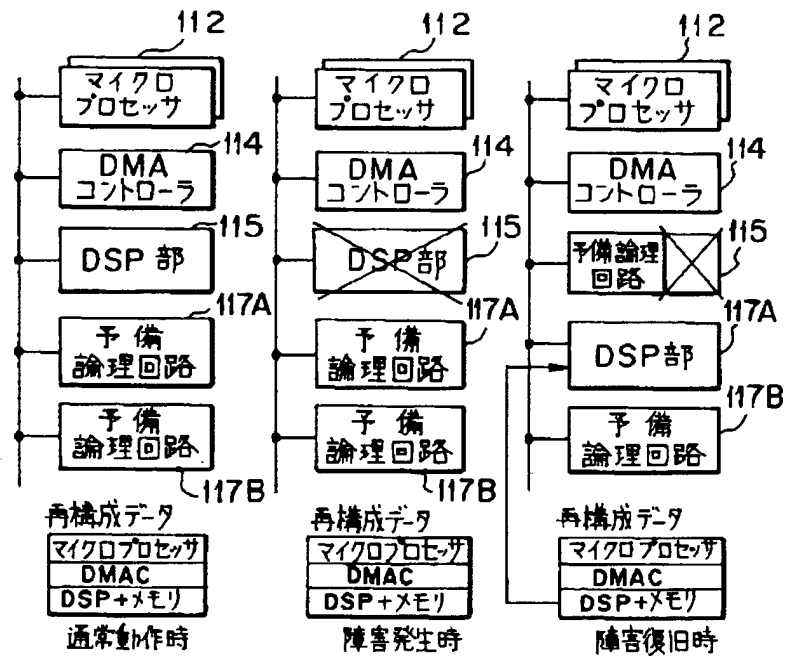 112
マイクロ
プロセッサ
114
DMA
コントローラ
115
DSP部
117A
予備
論理回路
予備
論理回路
117B
再構成データ
マイクロプロセッサ
DMAC
DSP+メモリ
通常動作時
112
マイクロ
プロセッサ
114
DMA
コントローラ
115
DSP部
117A
予備
論理回路
予備
論理回路
117B
再構成データ
マイクロプロセッサ
DMAC
DSP+メモリ
障害発生時
112
マイクロ
プロセッサ
114
DMA
コントローラ
115
予備論理
回路
117A
DSP部
117B
予備
論理回路
再構成データ
マイクロプロセッサ
DMAC
DSP+メモリ
障害復旧時